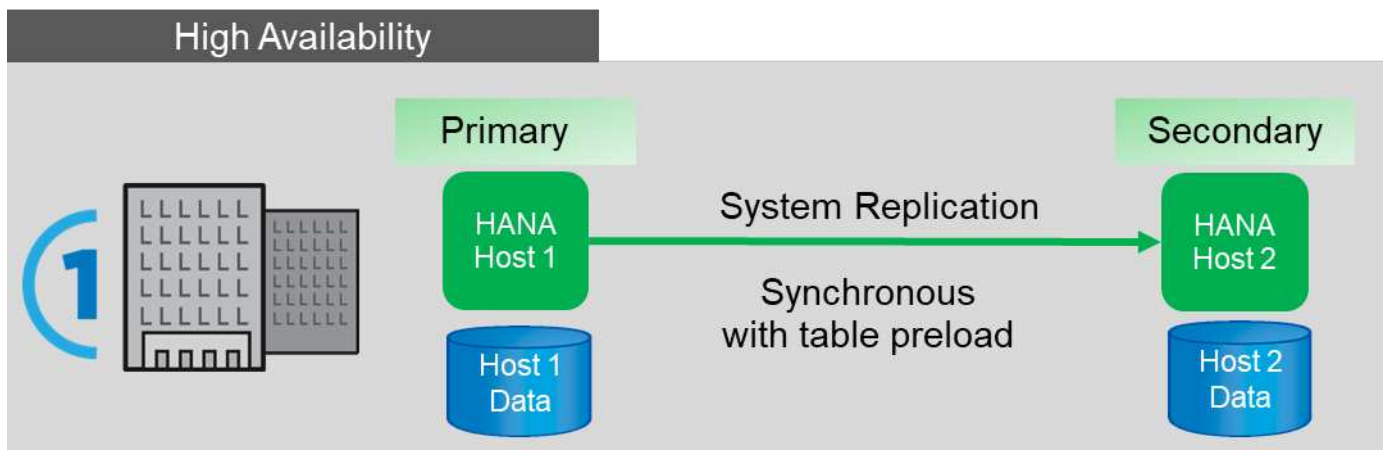 High Availability
Primary
Secondary
1
HANA
Host 1
System Replication
Synchronous
with table preload
HANA
Host 2
Host 1
Data
Host 2
Data